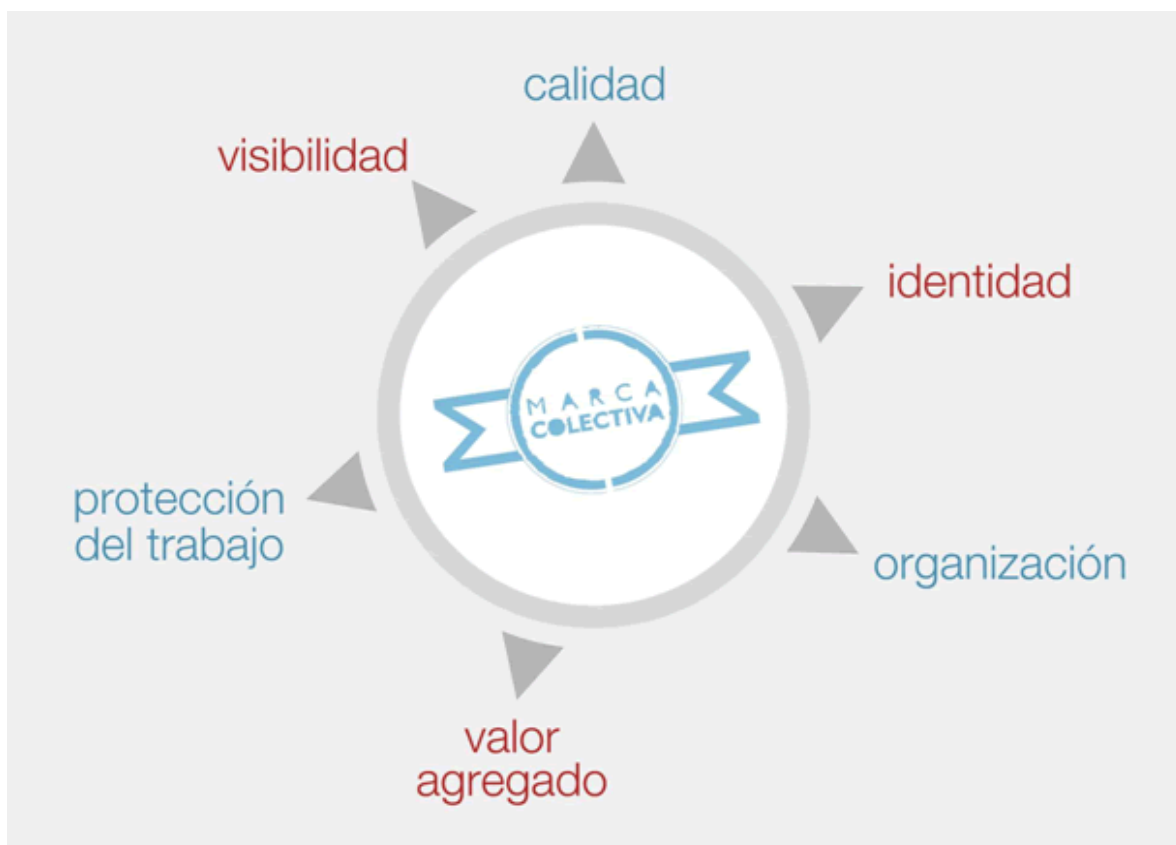 calidad
visibilidad
identidad
MARCA
COLECTIVA
protección
del trabajo
organización
valor
agregado